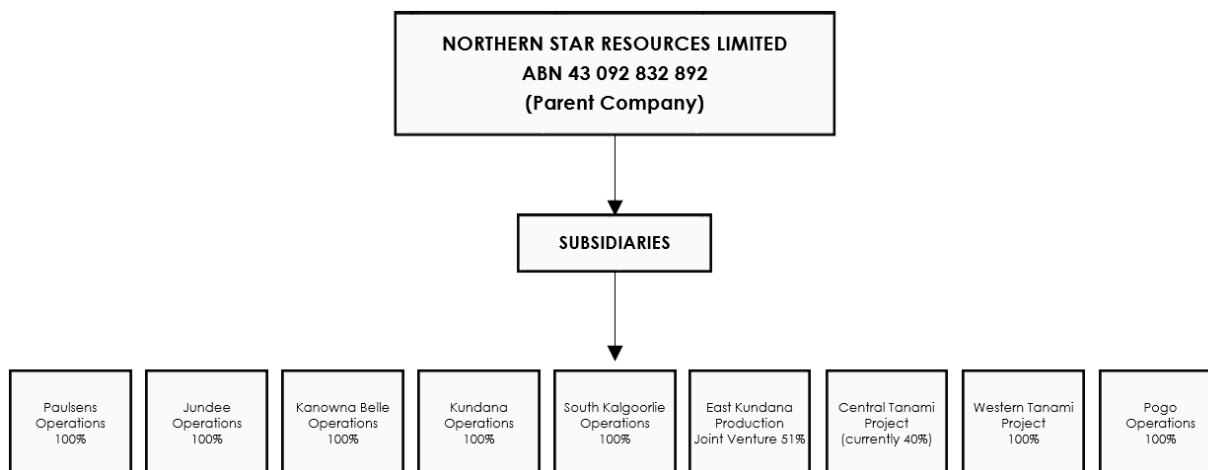 NORTHERN STAR RESOURCES LIMITED
ABN 43 092 832 892
(Parent Company)
SUBSIDIARIES
Paulsens
Operations
100%
Jundee
Operations
100%
Kanowna Belle
Operations
100%
Kundana
Operations
100%
South Kalgoorlie
Operations
100%
East Kundana
Production
Joint Venture 51%
Central Tanami
Project
(currently 40%)
Western Tanami
Project
100%
Pogo
Operations
100%